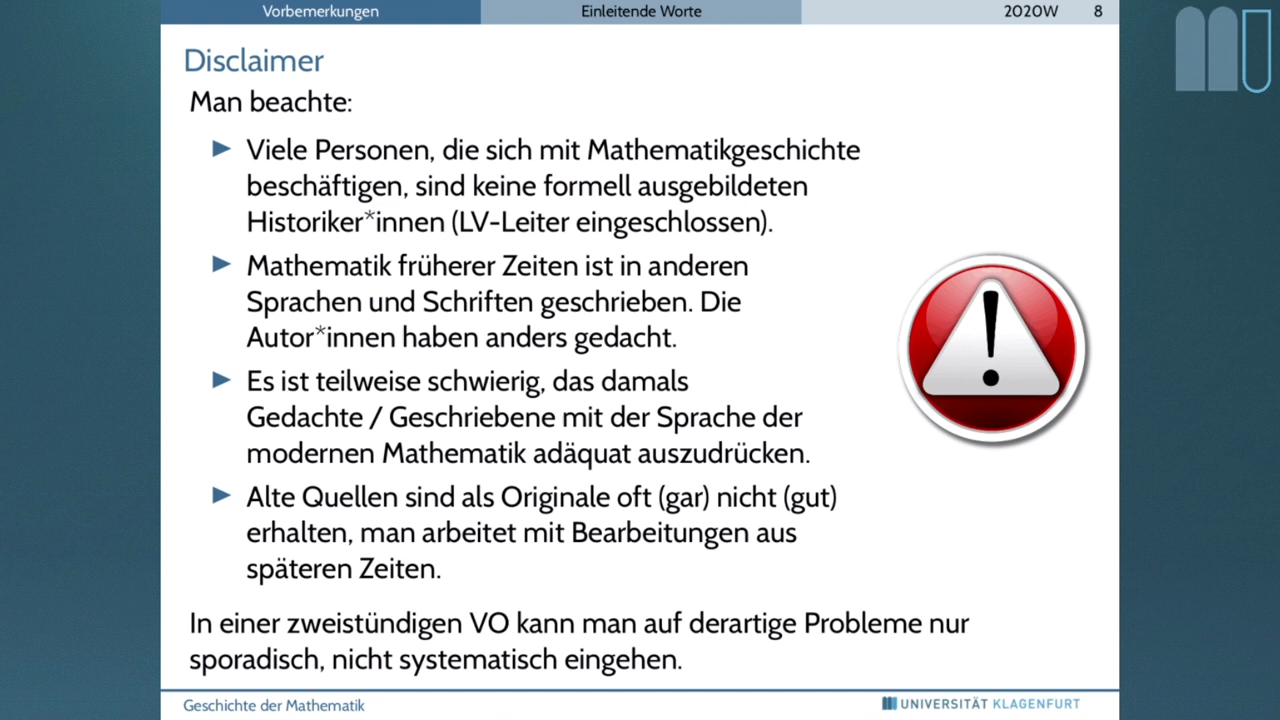 Vorbemerkungen Einleitende Worte 2020W 8
Disclaimer
Man beachte:
Viele Personen, die sich mit Mathematikgeschichte
beschäftigen, sind keine formell ausgebildeten
Historiker*innen (LV-Leiter eingeschlossen).
Mathematik früherer Zeiten ist in anderen
Sprachen und Schriften geschrieben. Die
Autor*innen haben anders gedacht.
Es ist teilweise schwierig, das damals
Gedachte / Geschriebene mit der Sprache der
modernen Mathematik adäquat auszudrücken.
Alte Quellen sind als Originale oft (gar) nicht (gut)
erhalten, man arbeitet mit Bearbeitungen aus
späteren Zeiten.
In einer zweistündigen VO kann man auf derartige Probleme nur
sporadisch, nicht systematisch eingehen.
Geschichte der Mathematik UNIVERSITÄT KLAGENFURT